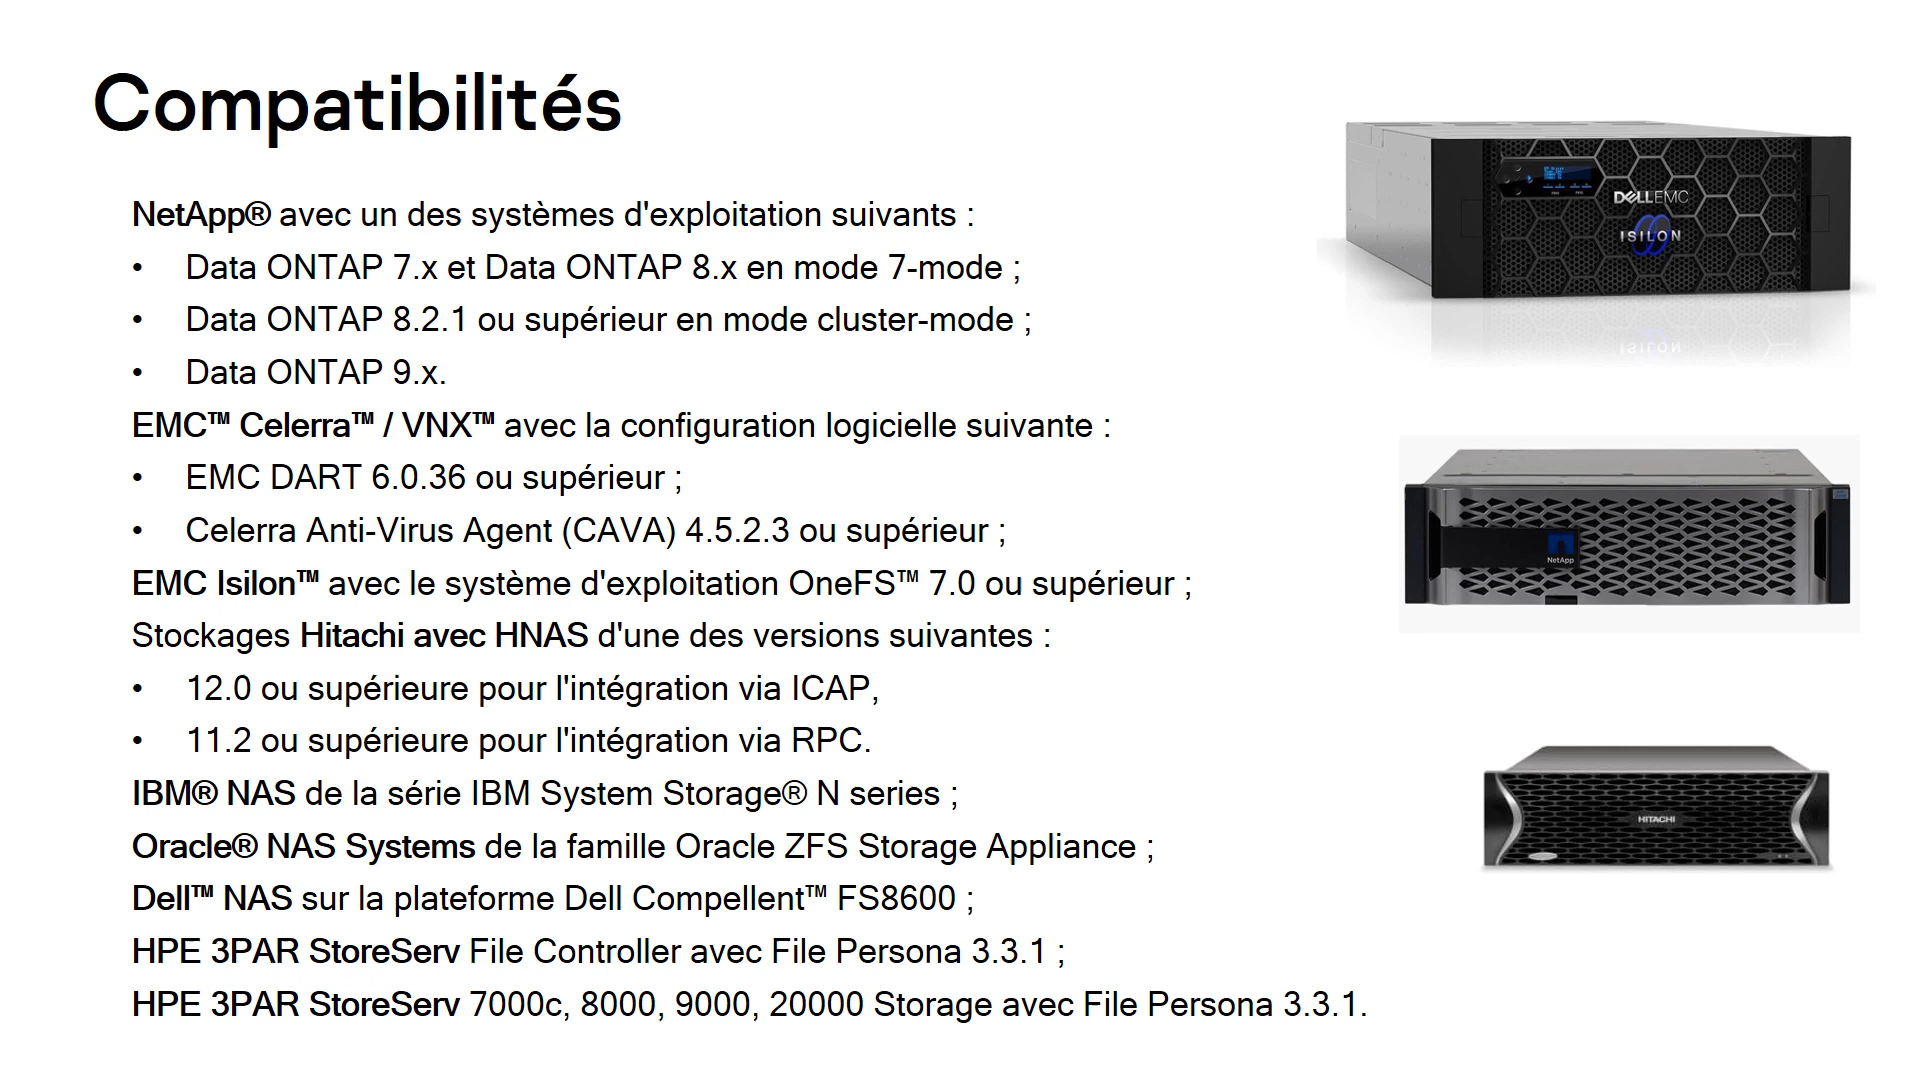 Compatibilités
NetApp® avec un des systèmes d'exploitation suivants :
• Data ONTAP 7.x et Data ONTAP 8.x en mode 7-mode ;
• Data ONTAP 8.2.1 ou supérieur en mode cluster-mode ;
• Data ONTAP 9.x.
EMC™ Celerra™ / VNX™ avec la configuration logicielle suivante :
• EMC DART 6.0.36 ou supérieur ;
• Celerra Anti-Virus Agent (CAVA) 4.5.2.3 ou supérieur ;
EMC Isilon™ avec le système d'exploitation OneFS™ 7.0 ou supérieur ;
Stockages Hitachi avec HNAS d'une des versions suivantes :
• 12.0 ou supérieure pour l'intégration via ICAP,
• 11.2 ou supérieure pour l'intégration via RPC.
IBM® NAS de la série IBM System Storage® N series ;
Oracle® NAS Systems de la famille Oracle ZFS Storage Appliance ;
Dell™ NAS sur la plateforme Dell Compellent™ FS8600 ;
HPE 3PAR StoreServ File Controller avec File Persona 3.3.1 ;
HPE 3PAR StoreServ 7000c, 8000, 9000, 20000 Storage avec File Persona 3.3.1.
DELLEMC
ISILON
NetApp
HITACHI